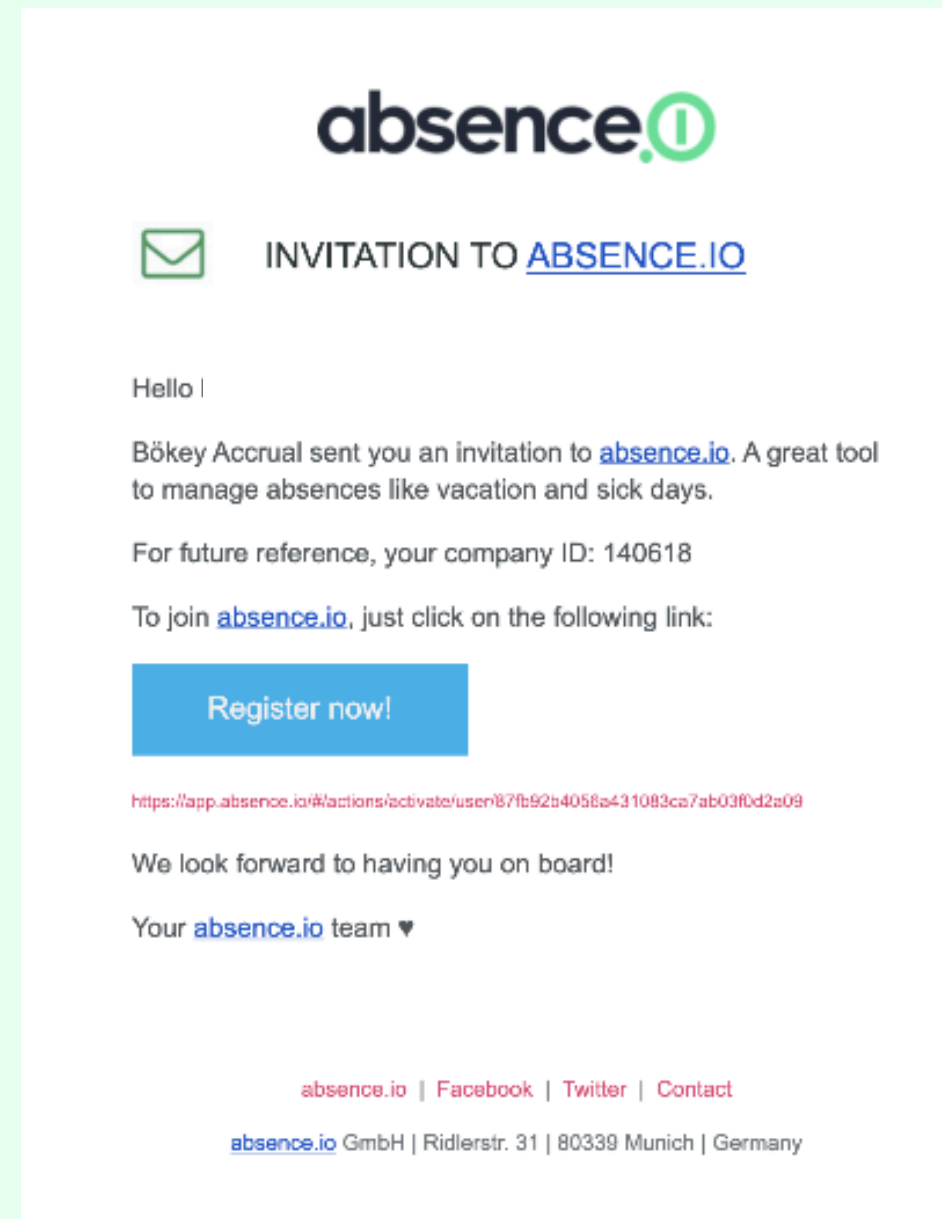 absence.io
INVITATION TO ABSENCE.IO
Hello
Bökey Accrual sent you an invitation to absence.io. A great tool
to manage absences like vacation and sick days.
For future reference, your company ID: 140618
To join absence.io, just click on the following link:
Register now!
https://app.absence.io/#/actions/activate/user/87fb92b4056a431083ca7ab03f0d2a09
We look forward to having you on board!
Your absence.io team ♥
absence.io | Facebook | Twitter | Contact
absence.io GmbH | Ridlerstr. 31 | 80339 Munich | Germany